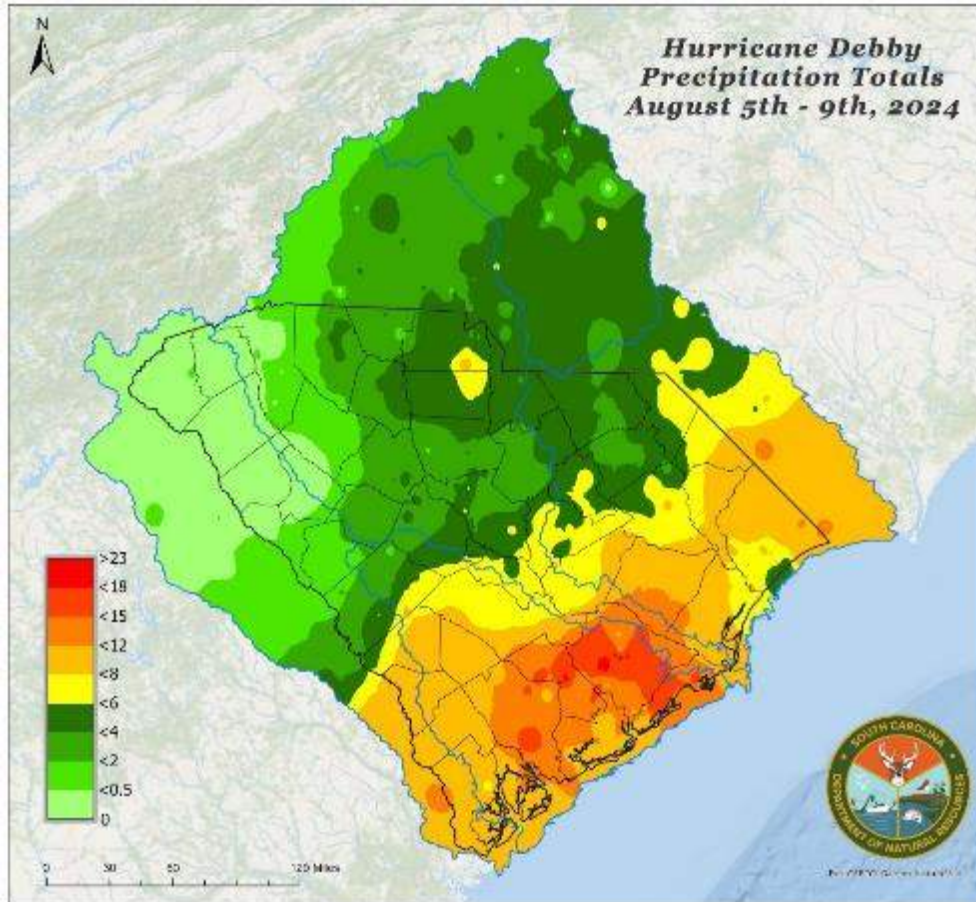 N
Hurricane Debby
Precipitation Totals
August 5th - 9th, 2024
>23
<18
<15
<12
<8
<6
<4
<2
<0.5
0
0 30 60 120 Miles
SOUTH CAROLINA
DEPARTMENT OF NATURAL RESOURCES